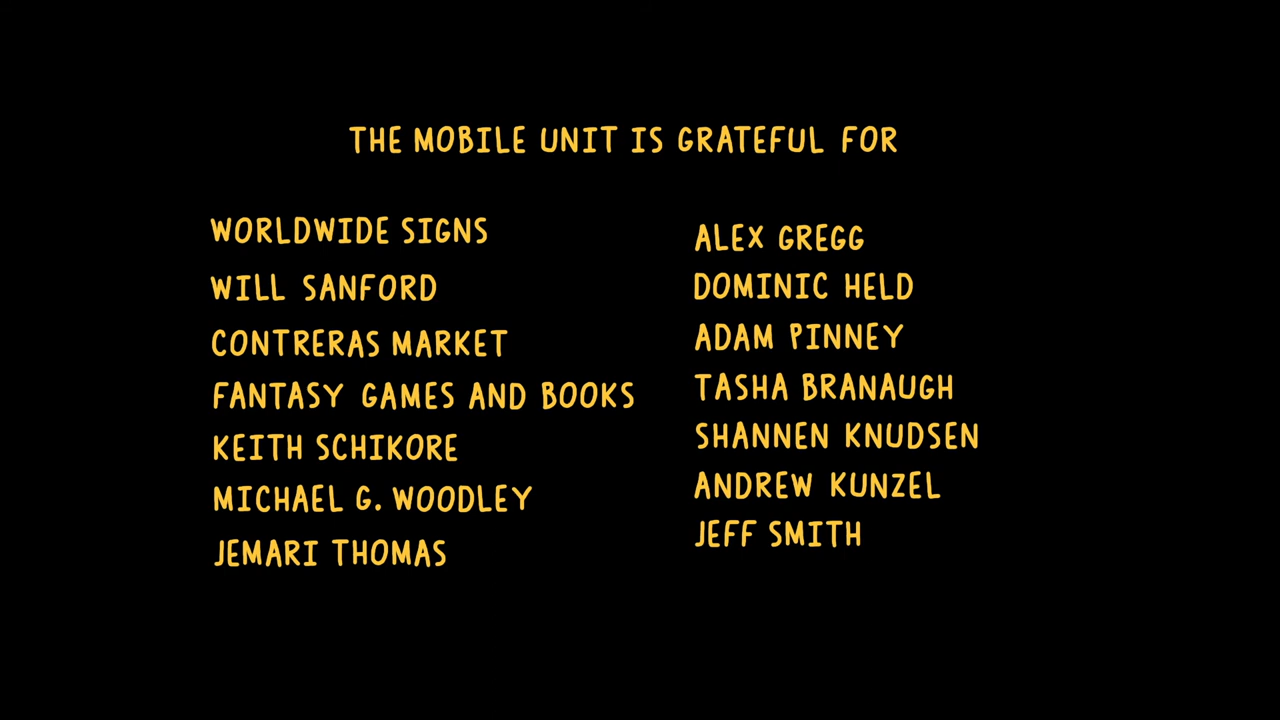 THE MOBILE UNIT IS GRATEFUL FOR
WORLDWIDE SIGNS
WILL SANFORD
CONTRERAS MARKET
FANTASY GAMES AND BOOKS
KEITH SCHIKORE
MICHAEL G. WOODLEY
JEMARI THOMAS
ALEX GREGG
DOMINIC HELD
ADAM PINNEY
TASHA BRANAUGH
SHANNEN KNUDSEN
ANDREW KUNZEL
JEFF SMITH